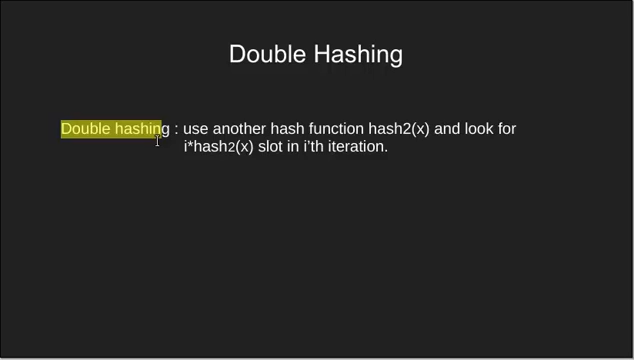 Double Hashing
Double hashing : use another hash function hash2(x) and look for
i*hash2(x) slot in i'th iteration.